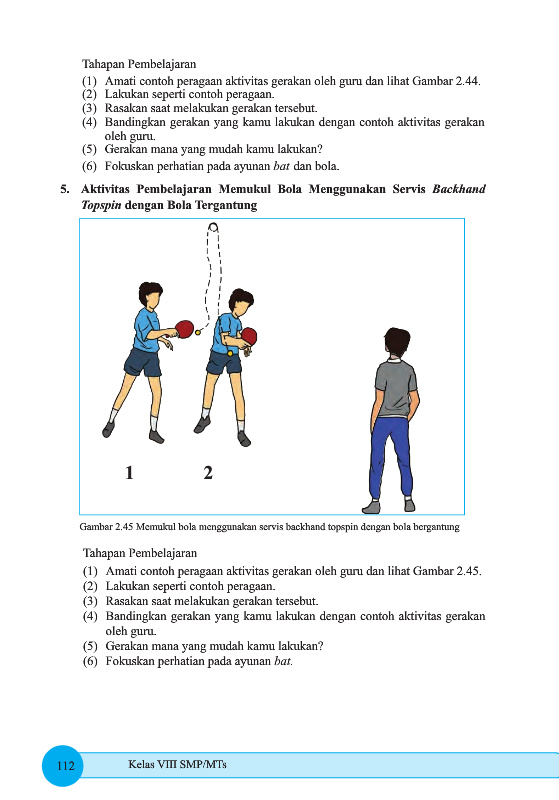 Tahapan Pembelajaran
(1) Amati contoh peragaan aktivitas gerakan oleh guru dan lihat Gambar 2.44.
(2) Lakukan seperti contoh peragaan.
(3) Rasakan saat melakukan gerakan tersebut.
(4) Bandingkan gerakan yang kamu lakukan dengan contoh aktivitas gerakan
oleh guru.
(5) Gerakan mana yang mudah kamu lakukan?
(6) Fokuskan perhatian pada ayunan bat dan bola.
5. Aktivitas Pembelajaran Memukul Bola Menggunakan Servis Backhand
Topspin dengan Bola Tergantung
1 2
Gambar 2.45 Memukul bola menggunakan servis backhand topspin dengan bola bergantung
Tahapan Pembelajaran
(1) Amati contoh peragaan aktivitas gerakan oleh guru dan lihat Gambar 2.45.
(2) Lakukan seperti contoh peragaan.
(3) Rasakan saat melakukan gerakan tersebut.
(4) Bandingkan gerakan yang kamu lakukan dengan contoh aktivitas gerakan
oleh guru.
(5) Gerakan mana yang mudah kamu lakukan?
(6) Fokuskan perhatian pada ayunan bat.
112 Kelas VIII SMP/MTs